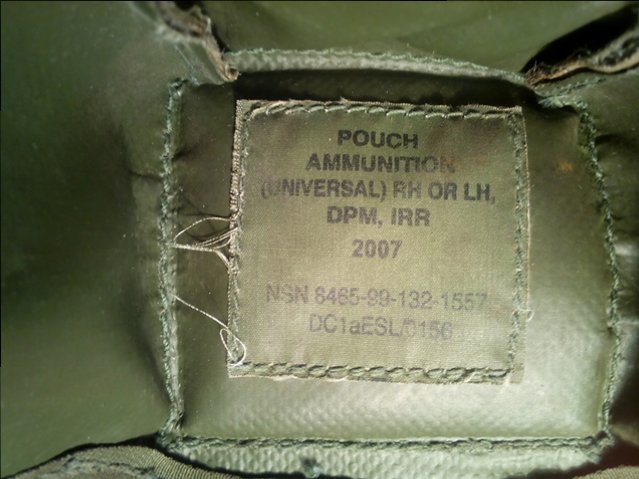 POUCH
AMMUNITION
(UNIVERSAL) RH OR LH,
DPM, IRR
2007
NSN 8465-99-132-1557
DC1aESL/0156